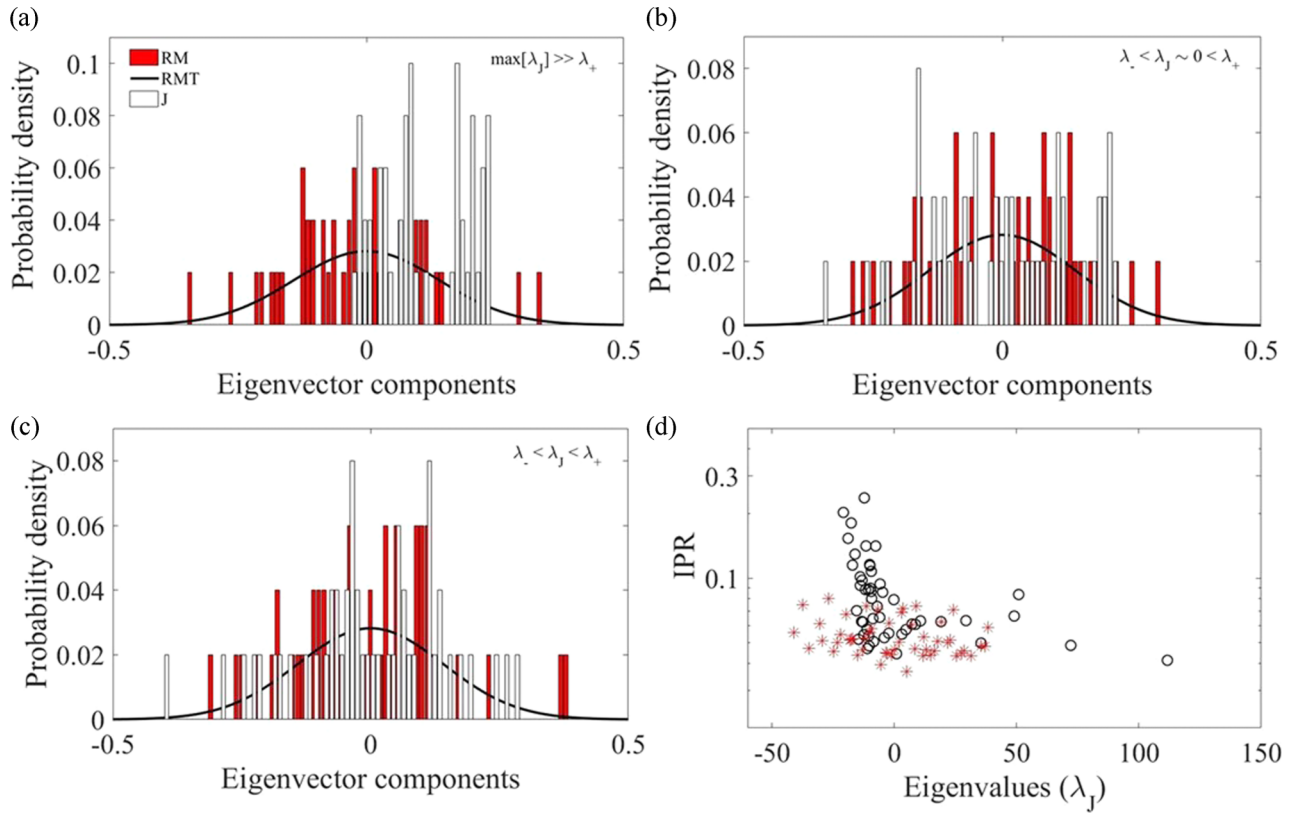 (a)
Probability density
0.1
0.08
0.06
0.04
0.02
0
RM
RMT
J
max[λJ] >> λ+
-0.5
0
0.5
Eigenvector components
(b)
Probability density
0.08
0.06
0.04
0.02
0
λ- < λJ ~ 0 < λ+
-0.5
0
0.5
Eigenvector components
(c)
Probability density
0.08
0.06
0.04
0.02
0
λ- < λJ < λ+
-0.5
0
0.5
Eigenvector components
(d)
IPR
0.3
0.1
-50
0
50
100
150
Eigenvalues (λJ)